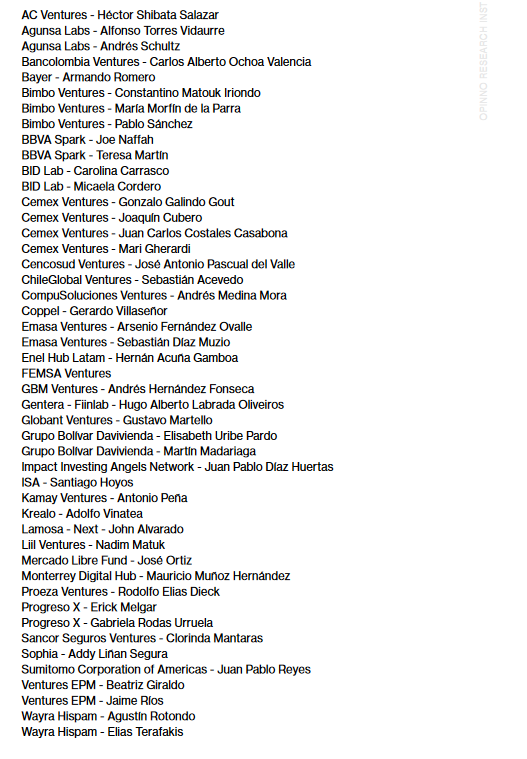 AC Ventures - Héctor Shibata Salazar
Agunsa Labs - Alfonso Torres Vidaurre
Agunsa Labs - Andrés Schultz
Bancolombia Ventures - Carlos Alberto Ochoa Valencia
Bayer - Armando Romero
Bimbo Ventures - Constantino Matouk Iriondo
Bimbo Ventures - María Morfín de la Parra
Bimbo Ventures - Pablo Sánchez
BBVA Spark - Joe Naffah
BBVA Spark - Teresa Martín
BID Lab - Carolina Carrasco
BID Lab - Micaela Cordero
Cemex Ventures - Gonzalo Galindo Gout
Cemex Ventures - Joaquín Cubero
Cemex Ventures - Juan Carlos Costales Casabona
Cemex Ventures - Mari Gherardi
Cencosud Ventures - José Antonio Pascual del Valle
ChileGlobal Ventures - Sebastián Acevedo
CompuSoluciones Ventures - Andrés Medina Mora
Coppel - Gerardo Villaseñor
Emasa Ventures - Arsenio Fernández Ovalle
Emasa Ventures - Sebastián Díaz Muzio
Enel Hub Latam - Hernán Acuña Gamboa
FEMSA Ventures
GBM Ventures - Andrés Hernández Fonseca
Gentera - Fiinlab - Hugo Alberto Labrada Oliveiros
Globant Ventures - Gustavo Martello
Grupo Bolívar Davivienda - Elisabeth Uribe Pardo
Grupo Bolívar Davivienda - Martín Madariaga
Impact Investing Angels Network - Juan Pablo Díaz Huertas
ISA - Santiago Hoyos
Kamay Ventures - Antonio Peña
Krealo - Adolfo Vinatea
Lamosa - Next - John Alvarado
Liil Ventures - Nadim Matuk
Mercado Libre Fund - José Ortiz
Monterrey Digital Hub - Mauricio Muñoz Hernández
Proeza Ventures - Rodolfo Elias Dieck
Progreso X - Erick Melgar
Progreso X - Gabriela Rodas Urruela
Sancor Seguros Ventures - Clorinda Mantaras
Sophia - Addy Liñan Segura
Sumitomo Corporation of Americas - Juan Pablo Reyes
Ventures EPM - Beatriz Giraldo
Ventures EPM - Jaime Ríos
Wayra Hispam - Agustín Rotondo
Wayra Hispam - Elias Terafakis
OPINNO RESEARCH INST